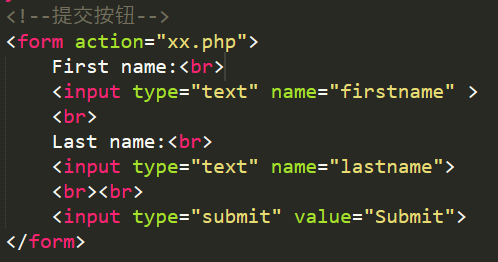 <!--提交按钮-->
<form action="xx.php">
    First name:<br>
    <input type="text" name="firstname" >
    <br>
    Last name:<br>
    <input type="text" name="lastname">
    <br><br>
    <input type="submit" value="Submit">
</form>